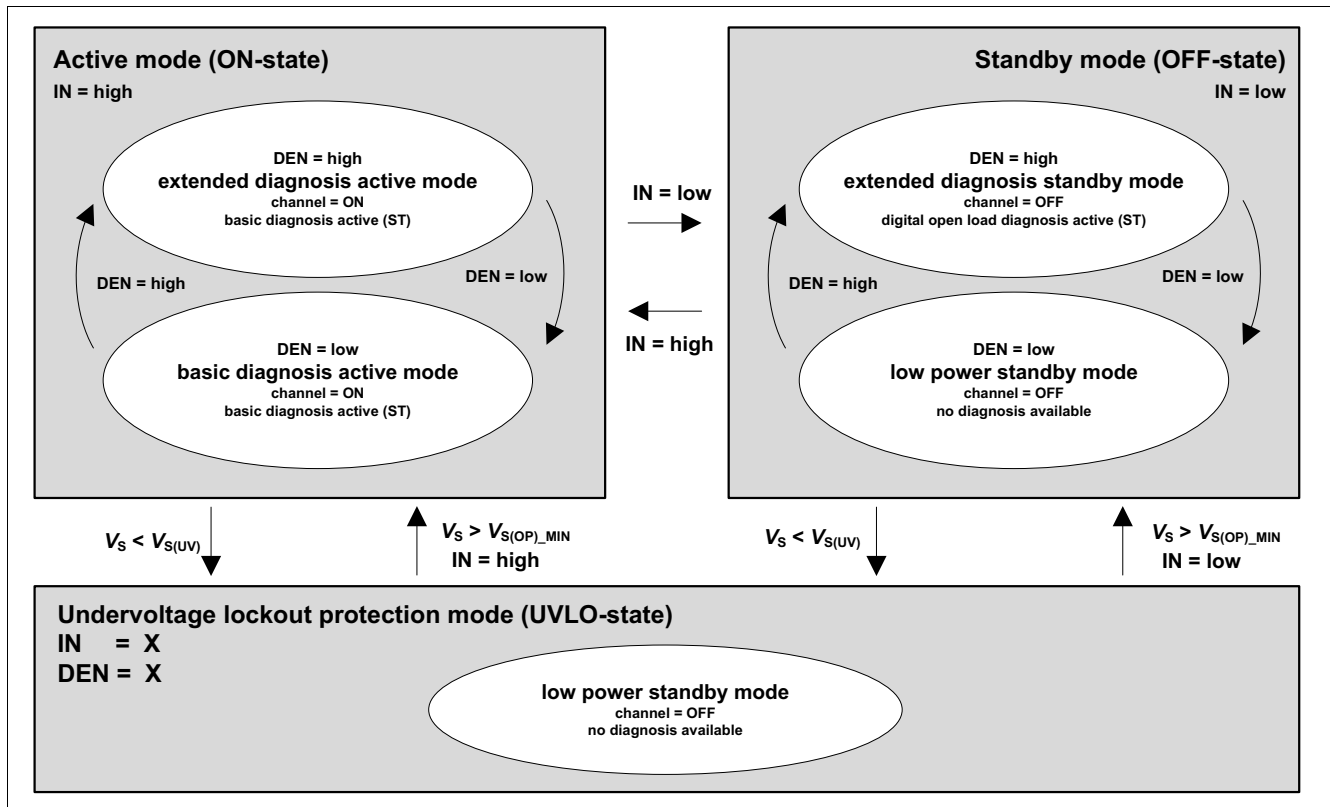 Active mode (ON-state)
IN = high
DEN = high
extended diagnosis active mode
channel = ON
basic diagnosis active (ST)
DEN = high
DEN = low
DEN = low
basic diagnosis active mode
channel = ON
basic diagnosis active (ST)
IN = low
IN = high
Standby mode (OFF-state)
IN = low
DEN = high
extended diagnosis standby mode
channel = OFF
digital open load diagnosis active (ST)
DEN = high
DEN = low
DEN = low
low power standby mode
channel = OFF
no diagnosis available
VS < VS(UV)
VS > VS(OP)_MIN
IN = high
VS < VS(UV)
VS > VS(OP)_MIN
IN = low
Undervoltage lockout protection mode (UVLO-state)
IN = X
DEN = X
low power standby mode
channel = OFF
no diagnosis available